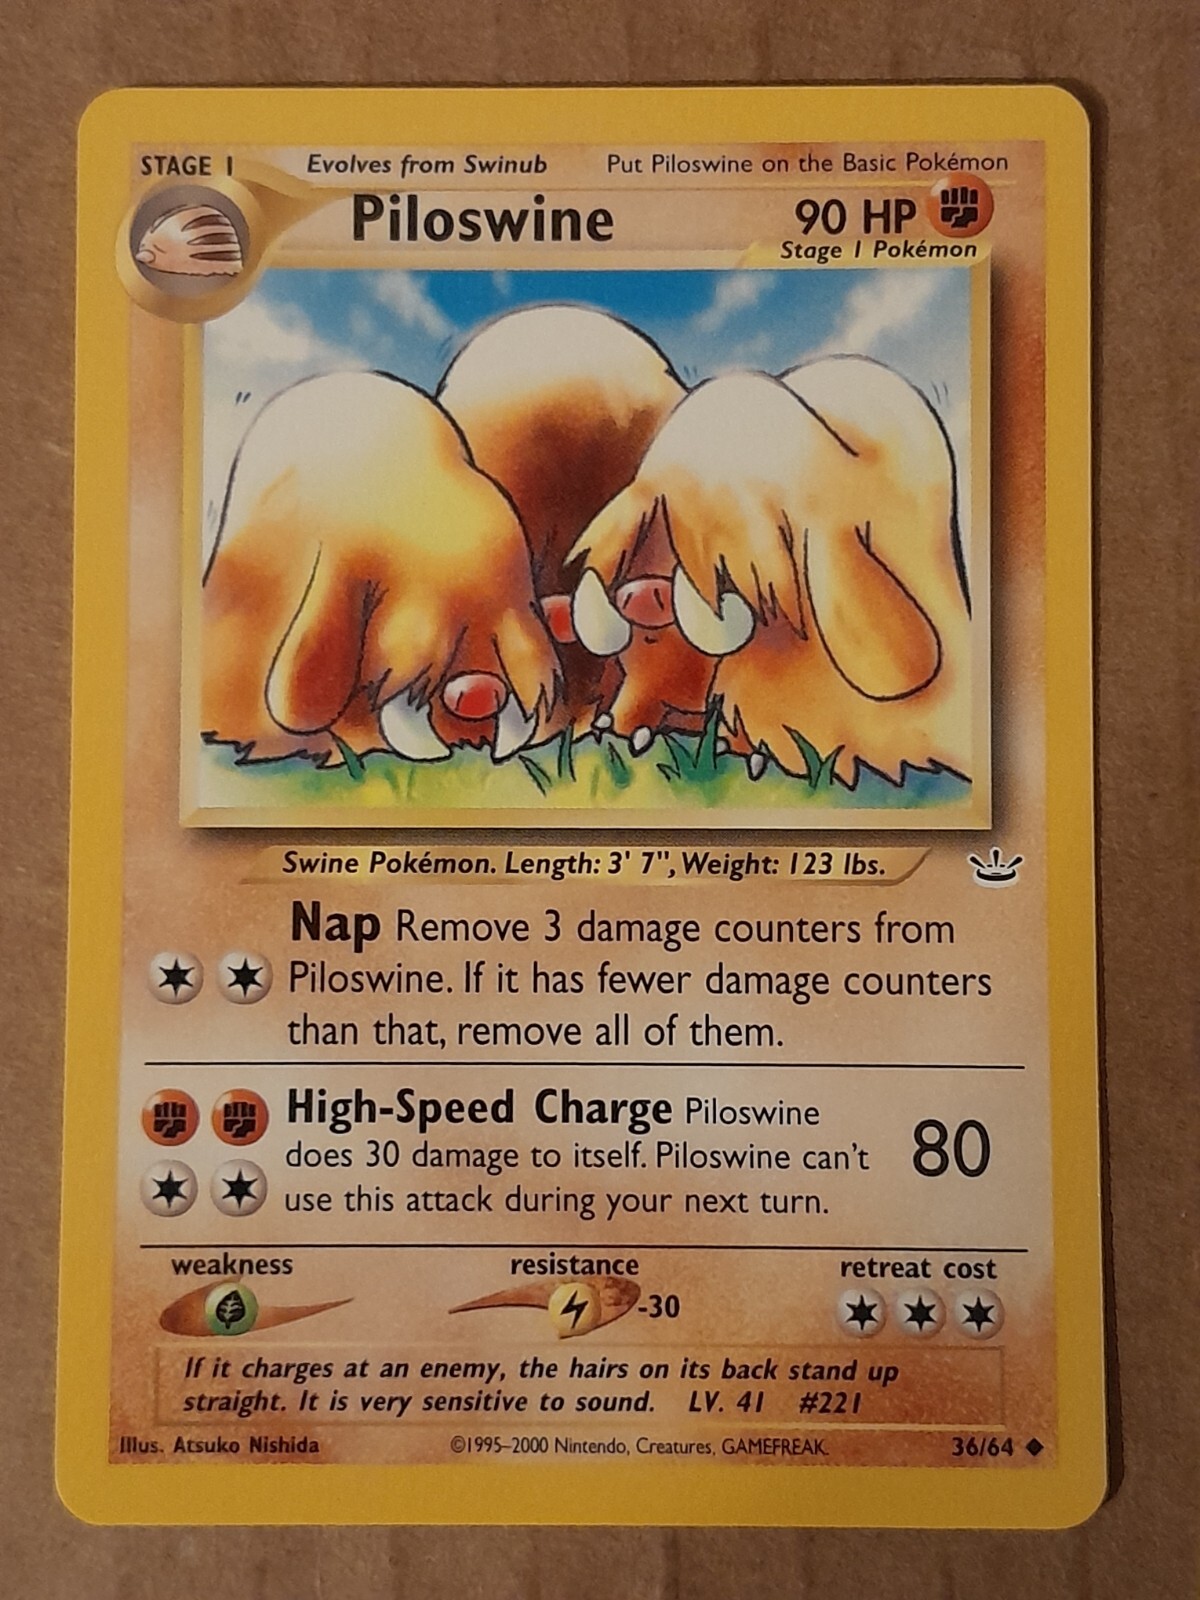 STAGE 1 Evolves from Swinub Put Piloswine on the Basic Pokémon
Piloswine 90 HP
Stage 1 Pokémon
Swine Pokémon. Length: 3' 7", Weight: 123 lbs.
Nap Remove 3 damage counters from
Piloswine. If it has fewer damage counters
than that, remove all of them.
High-Speed Charge Piloswine
does 30 damage to itself. Piloswine can't
use this attack during your next turn.
80
weakness resistance retreat cost
-30
If it charges at an enemy, the hairs on its back stand up
straight. It is very sensitive to sound. LV. 41 #221
Illus. Atsuko Nishida ©1995–2000 Nintendo, Creatures, GAMEFREAK. 36/64